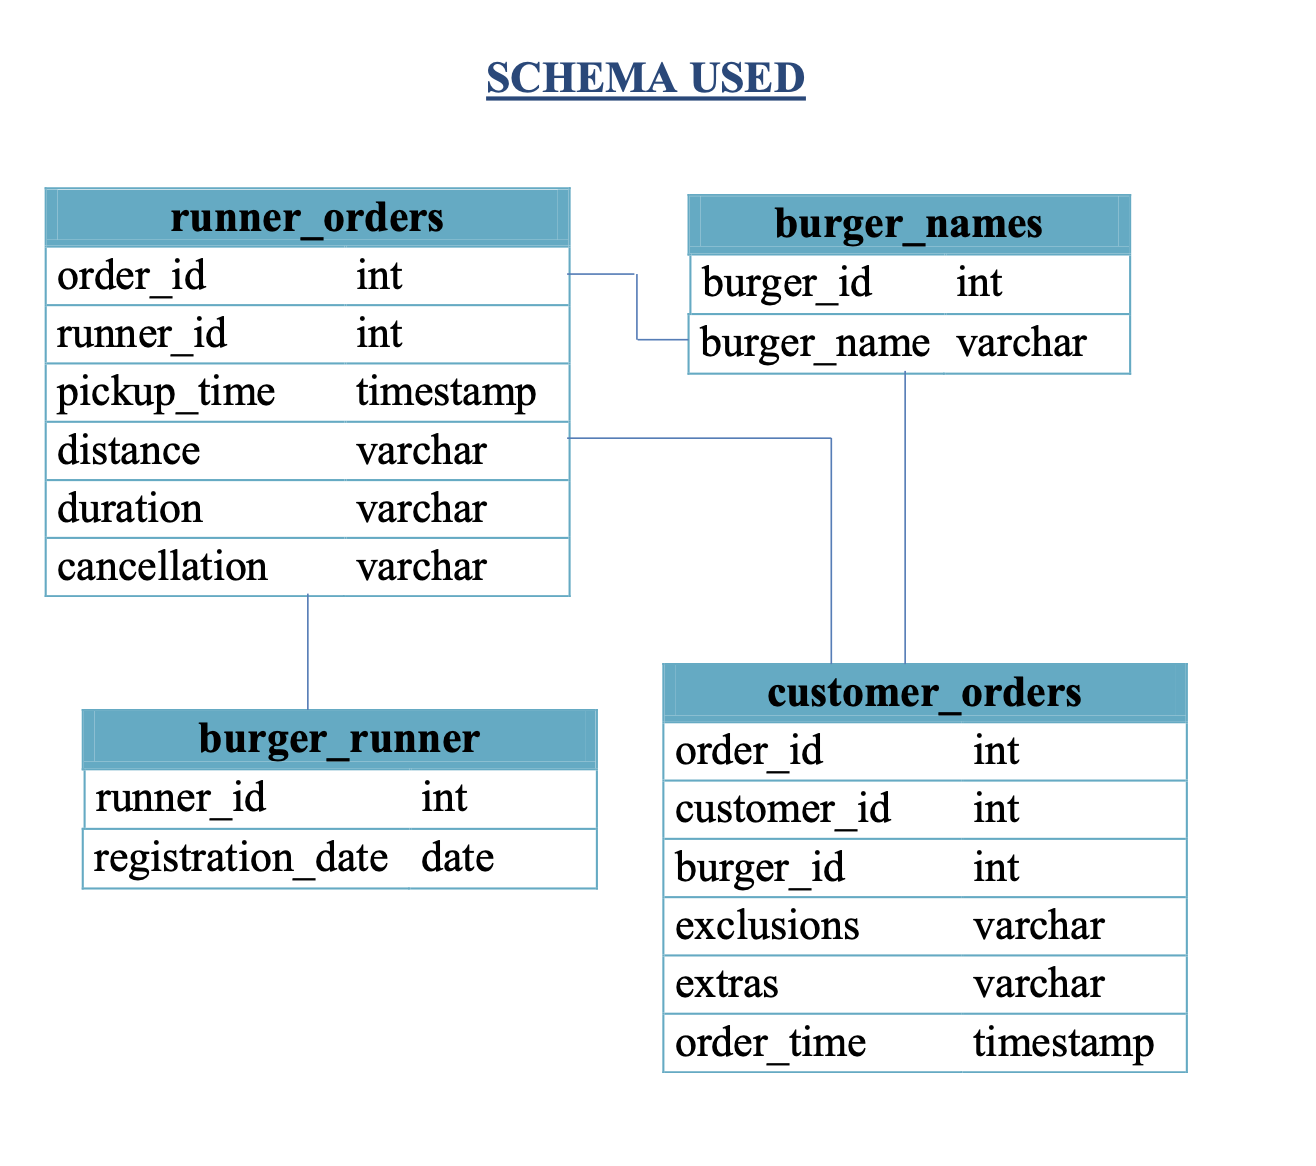 SCHEMA USED
runner_orders
order_id int
runner_id int
pickup_time timestamp
distance varchar
duration varchar
cancellation varchar
burger_names
burger_id int
burger_name varchar
burger_runner
runner_id int
registration_date date
customer_orders
order_id int
customer_id int
burger_id int
exclusions varchar
extras varchar
order_time timestamp